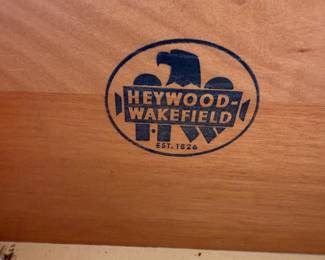 HEYWOOD-
WAKEFIELD
HW
EST. 1826